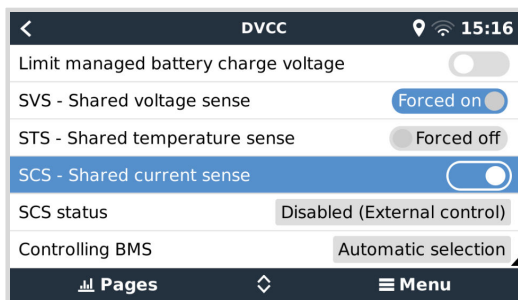 DVCC
15:16
Limit managed battery charge voltage
SVS - Shared voltage sense
Forced on
STS - Shared temperature sense
Forced off
SCS - Shared current sense
SCS status
Disabled (External control)
Controlling BMS
Automatic selection
Pages
Menu